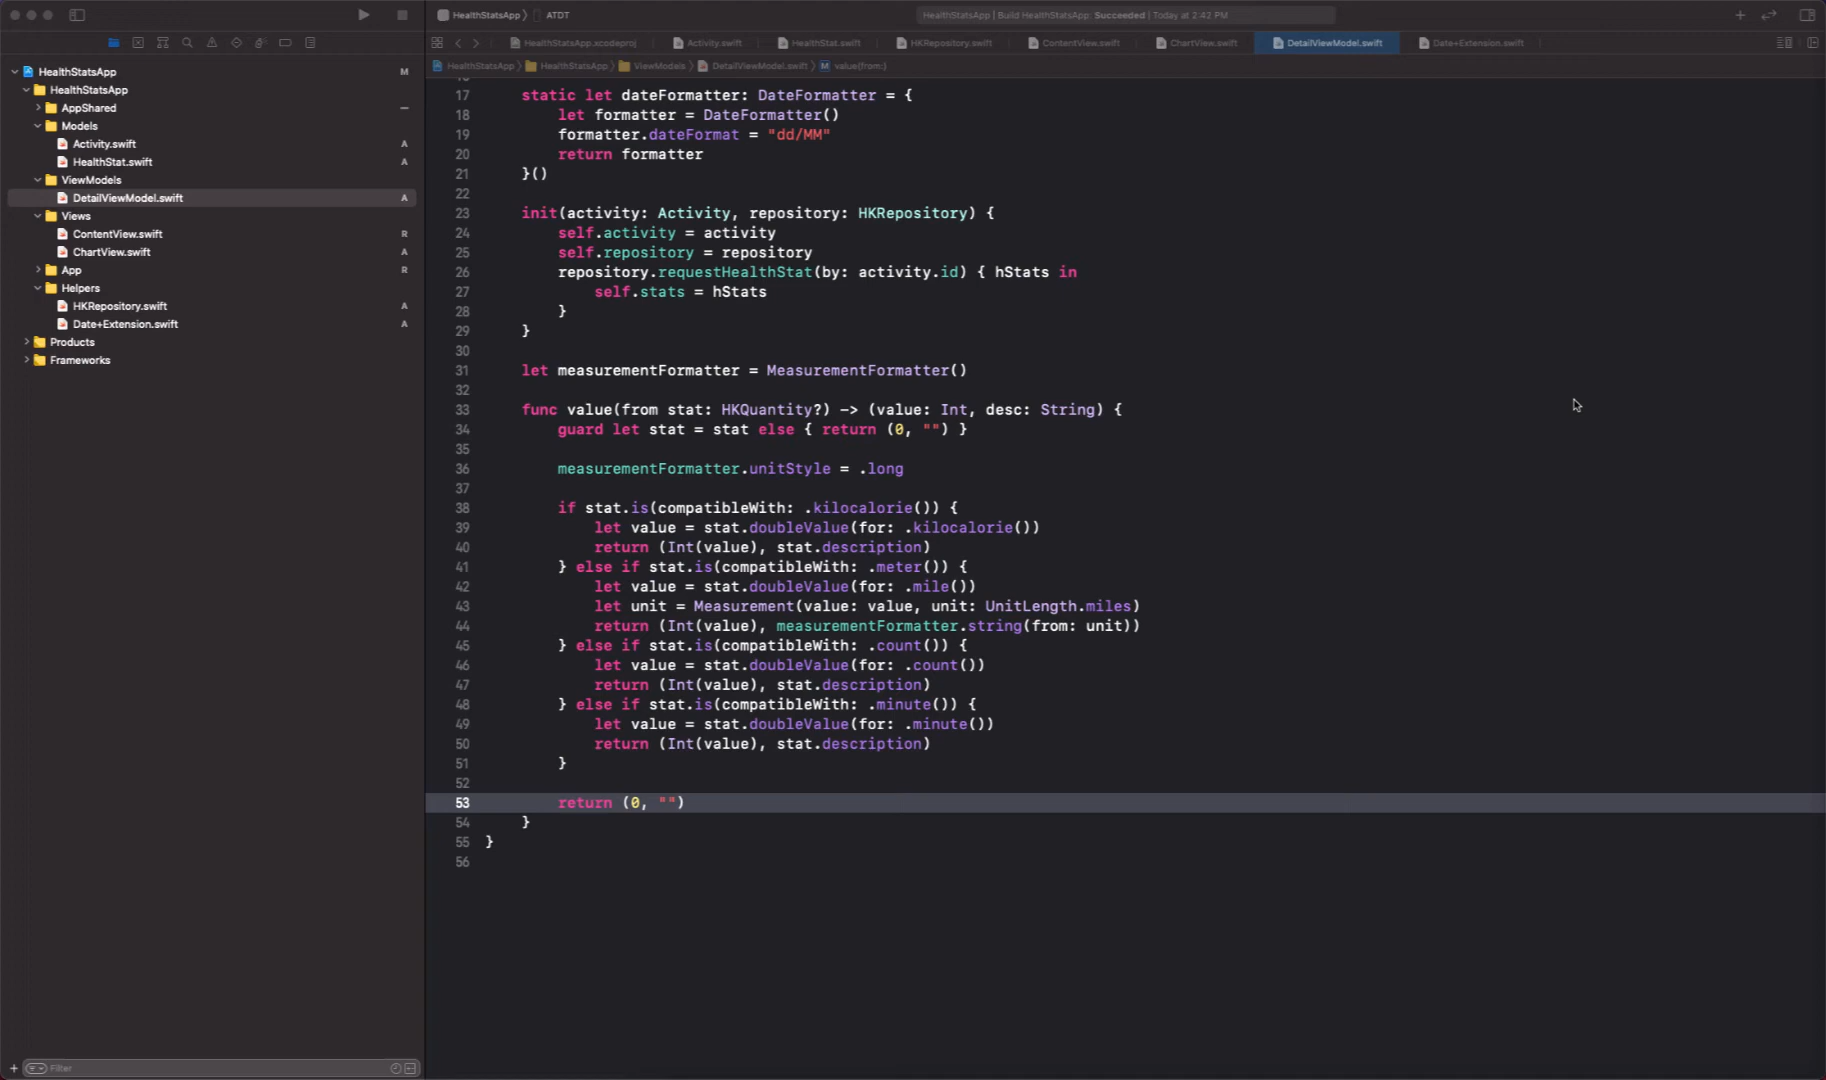 HealthStatsApp ATDT
HealthStatsApp | Build HealthStatsApp: Succeeded | Today at 2:42 PM
HealthStatsApp.xcodeproj Activity.swift HealthStat.swift HKRepository.swift ContentView.swift ChartView.swift DetailViewModel.swift Date+Extension.swift
HealthStatsApp HealthStatsApp ViewModels DetailViewModel.swift M value(from:)
HealthStatsApp M
HealthStatsApp
AppShared
Models
Activity.swift A
HealthStat.swift A
ViewModels
DetailViewModel.swift A
Views
ContentView.swift R
ChartView.swift A
App R
Helpers
HKRepository.swift A
Date+Extension.swift A
Products
Frameworks
Filter
17 static let dateFormatter: DateFormatter = {
18 let formatter = DateFormatter()
19 formatter.dateFormat = "dd/MM"
20 return formatter
21 }()
22
23 init(activity: Activity, repository: HKRepository) {
24 self.activity = activity
25 self.repository = repository
26 repository.requestHealthStat(by: activity.id) { hStats in
27 self.stats = hStats
28 }
29 }
30
31 let measurementFormatter = MeasurementFormatter()
32
33 func value(from stat: HKQuantity?) -> (value: Int, desc: String) {
34 guard let stat = stat else { return (0, "") }
35
36 measurementFormatter.unitStyle = .long
37
38 if stat.is(compatibleWith: .kilocalorie()) {
39 let value = stat.doubleValue(for: .kilocalorie())
40 return (Int(value), stat.description)
41 } else if stat.is(compatibleWith: .meter()) {
42 let value = stat.doubleValue(for: .mile())
43 let unit = Measurement(value: value, unit: UnitLength.miles)
44 return (Int(value), measurementFormatter.string(from: unit))
45 } else if stat.is(compatibleWith: .count()) {
46 let value = stat.doubleValue(for: .count())
47 return (Int(value), stat.description)
48 } else if stat.is(compatibleWith: .minute()) {
49 let value = stat.doubleValue(for: .minute())
50 return (Int(value), stat.description)
51 }
52
53 return (0, "")
54 }
55 }
56